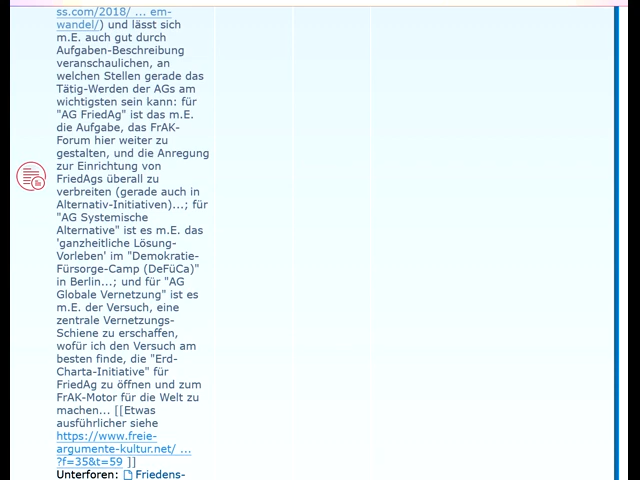 ss.com/2018/ ... em-
wandel/) und lässt sich
m.E. auch gut durch
Aufgaben-Beschreibung
veranschaulichen, an
welchen Stellen gerade das
Tätig-Werden der AGs am
wichtigsten sein kann: für
"AG FriedAg" ist das m.E.
die Aufgabe, das FrAK-
Forum hier weiter zu
gestalten, und die Anregung
zur Einrichtung von
FriedAgs überall zu
verbreiten (gerade auch in
Alternativ-Initiativen)...; für
"AG Systemische
Alternative" ist es m.E. das
'ganzheitliche Lösung-
Vorleben' im "Demokratie-
Fürsorge-Camp (DeFüCa)"
in Berlin...; und für "AG
Globale Vernetzung" ist es
m.E. der Versuch, eine
zentrale Vernetzungs-
Schiene zu erschaffen,
wofür ich den Versuch am
besten finde, die "Erd-
Charta-Initiative" für
FriedAg zu öffnen und zum
FrAK-Motor für die Welt zu
machen... [[Etwas
ausführlicher siehe
https://www.freie-
argumente-kultur.net/ ...
?f=35&t=59 ]]
Unterforen: Friedens-